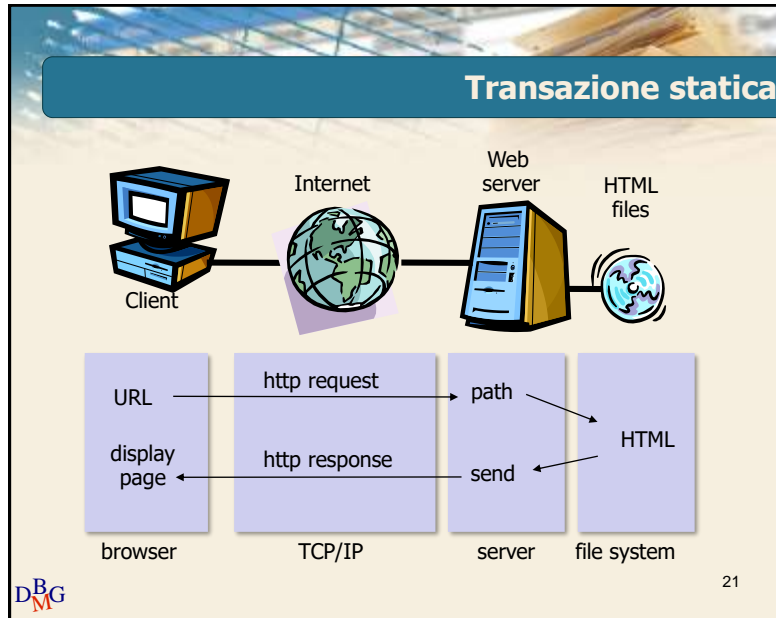 Transazione statica
Internet
Web
server
HTML
files
Client
URL
http request
path
HTML
display
page
http response
send
browser
TCP/IP
server
file system
DBMG
21